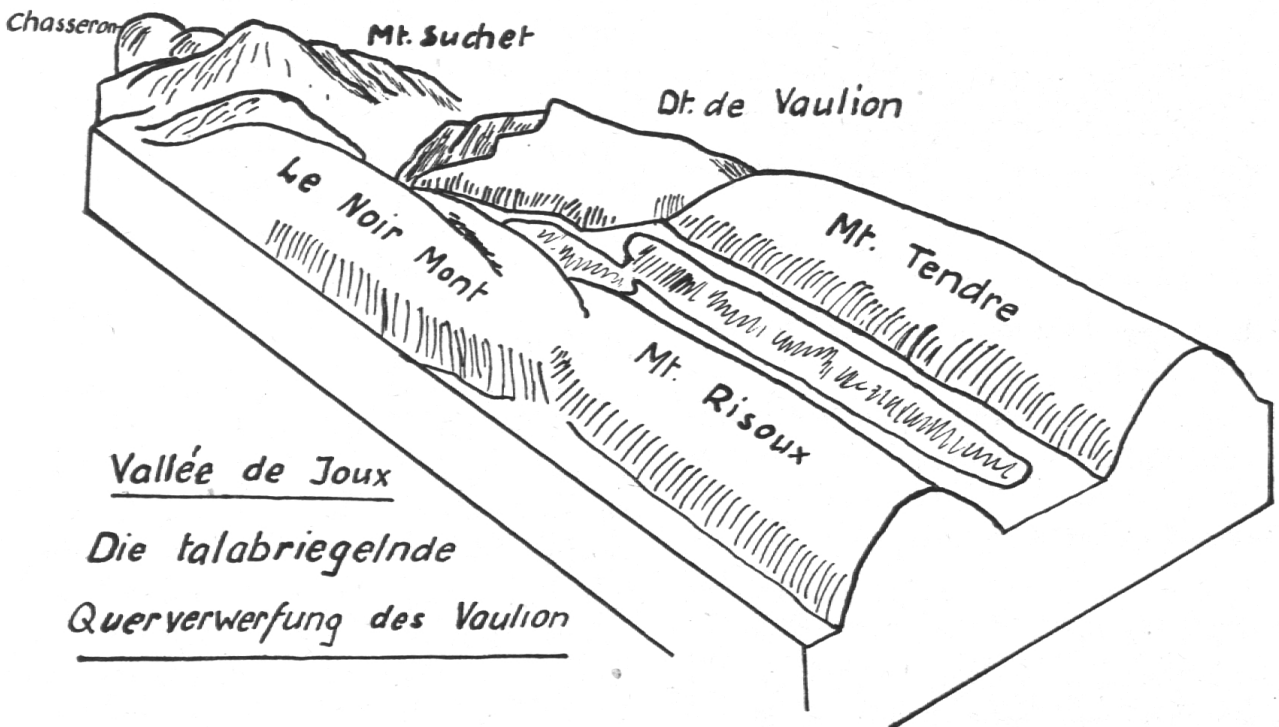 Chasseron
Mt. Suchet
Dt. de Vaulion
Le Noir Mont
Mt. Tendre
Mt. Risoux
Vallée de Joux
Die talabriegelnde
Querverwerfung des Vaulion